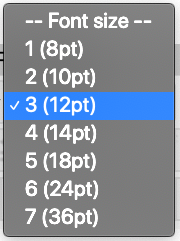 -- Font size --
1 (8pt)
2 (10pt)
✓ 3 (12pt)
4 (14pt)
5 (18pt)
6 (24pt)
7 (36pt)